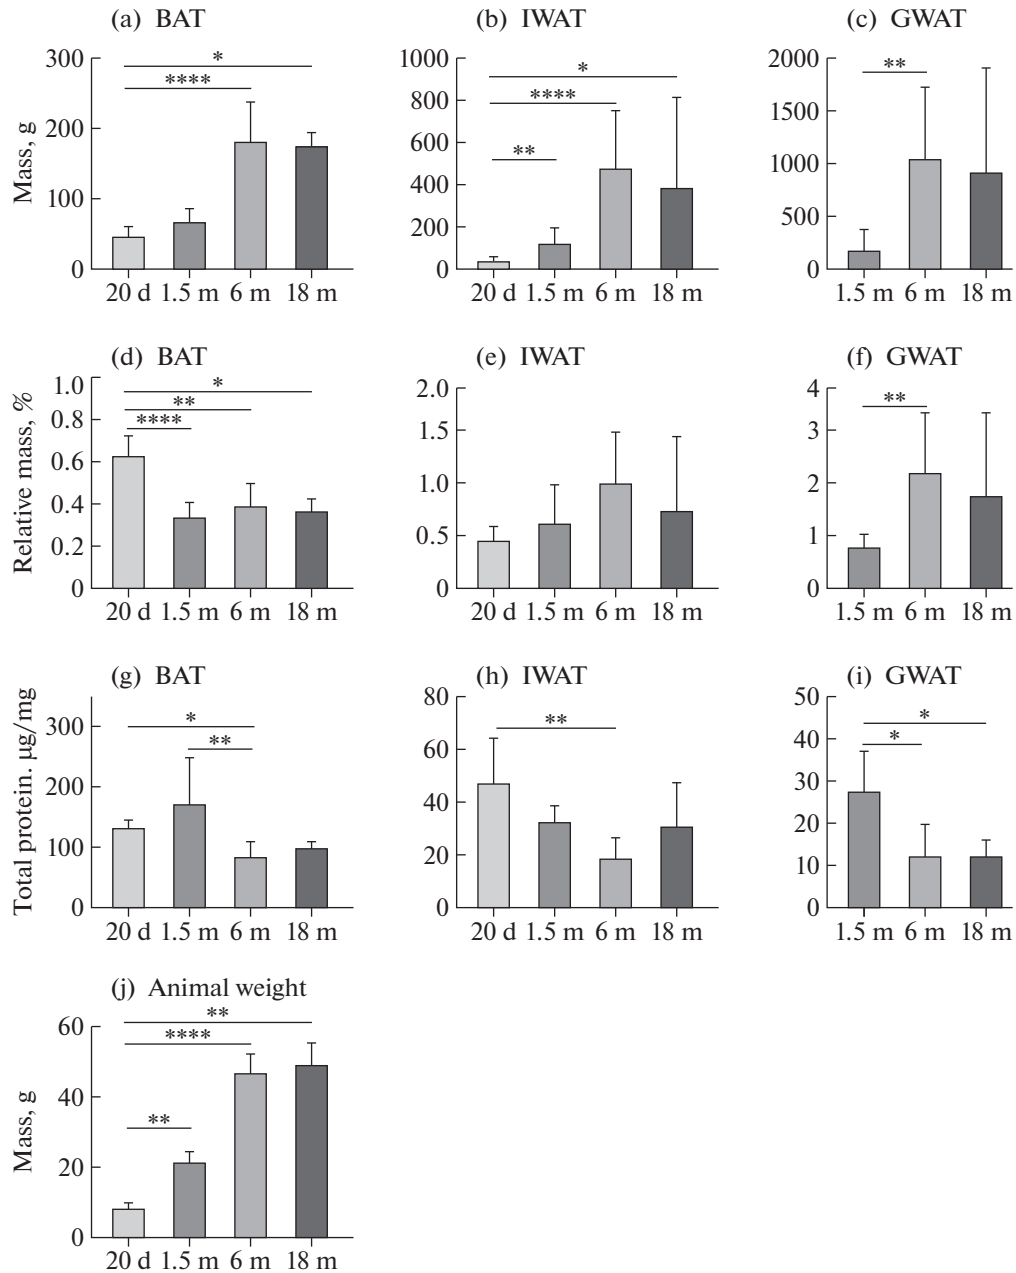 (a) BAT
(b) IWAT
(c) GWAT
Mass, g
300
200
100
0
*
****
20 d 1.5 m 6 m 18 m
1000
800
600
400
200
0
*
****
**
20 d 1.5 m 6 m 18 m
2000
1500
1000
500
0
**
1.5 m 6 m 18 m
(d) BAT
(e) IWAT
(f) GWAT
Relative mass, %
1.0
0.8
0.6
0.4
0.2
0
*
**
****
20 d 1.5 m 6 m 18 m
2.0
1.5
1.0
0.5
0
20 d 1.5 m 6 m 18 m
4
3
2
1
0
**
1.5 m 6 m 18 m
(g) BAT
(h) IWAT
(i) GWAT
Total protein. µg/mg
300
200
100
0
*
**
20 d 1.5 m 6 m 18 m
80
60
40
20
0
**
20 d 1.5 m 6 m 18 m
50
40
30
20
10
0
*
*
1.5 m 6 m 18 m
(j) Animal weight
Mass, g
60
40
20
0
**
****
**
20 d 1.5 m 6 m 18 m